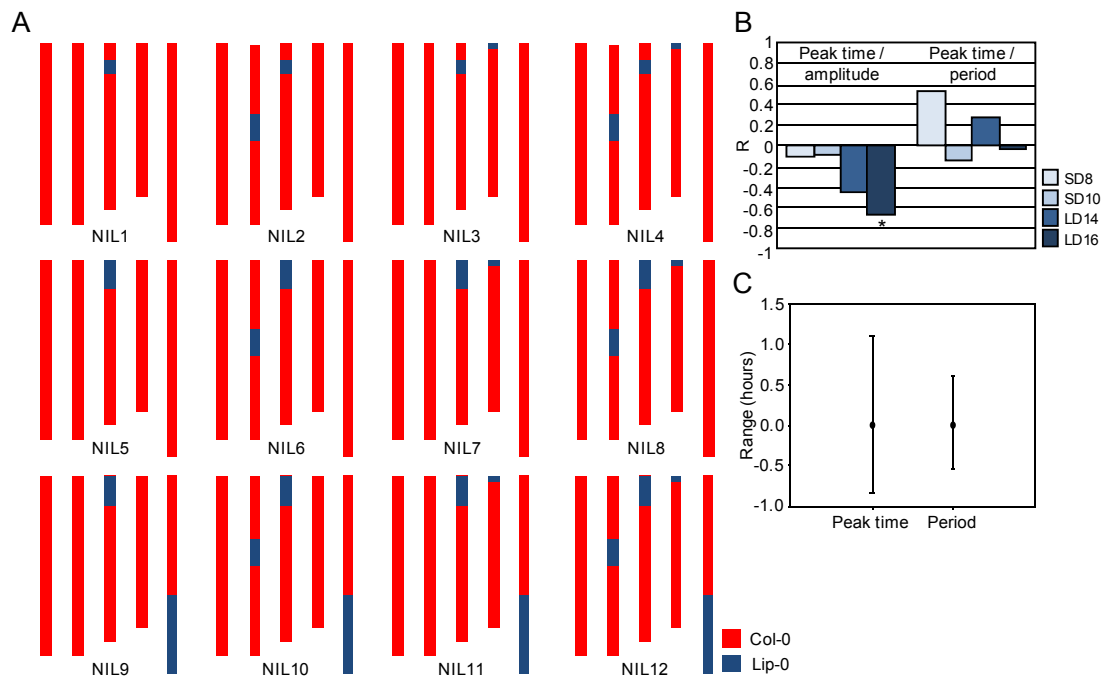 A
NIL1 NIL2 NIL3 NIL4
NIL5 NIL6 NIL7 NIL8
NIL9 NIL10 NIL11 NIL12
Col-0
Lip-0
B
Peak time / Peak time /
amplitude period
R
1
0.8
0.6
0.4
0.2
0
-0.2
-0.4
-0.6
-0.8
-1
*
SD8
SD10
LD14
LD16
C
Range (hours)
1.5
1.0
0.5
0.0
-0.5
-1.0
Peak time Period